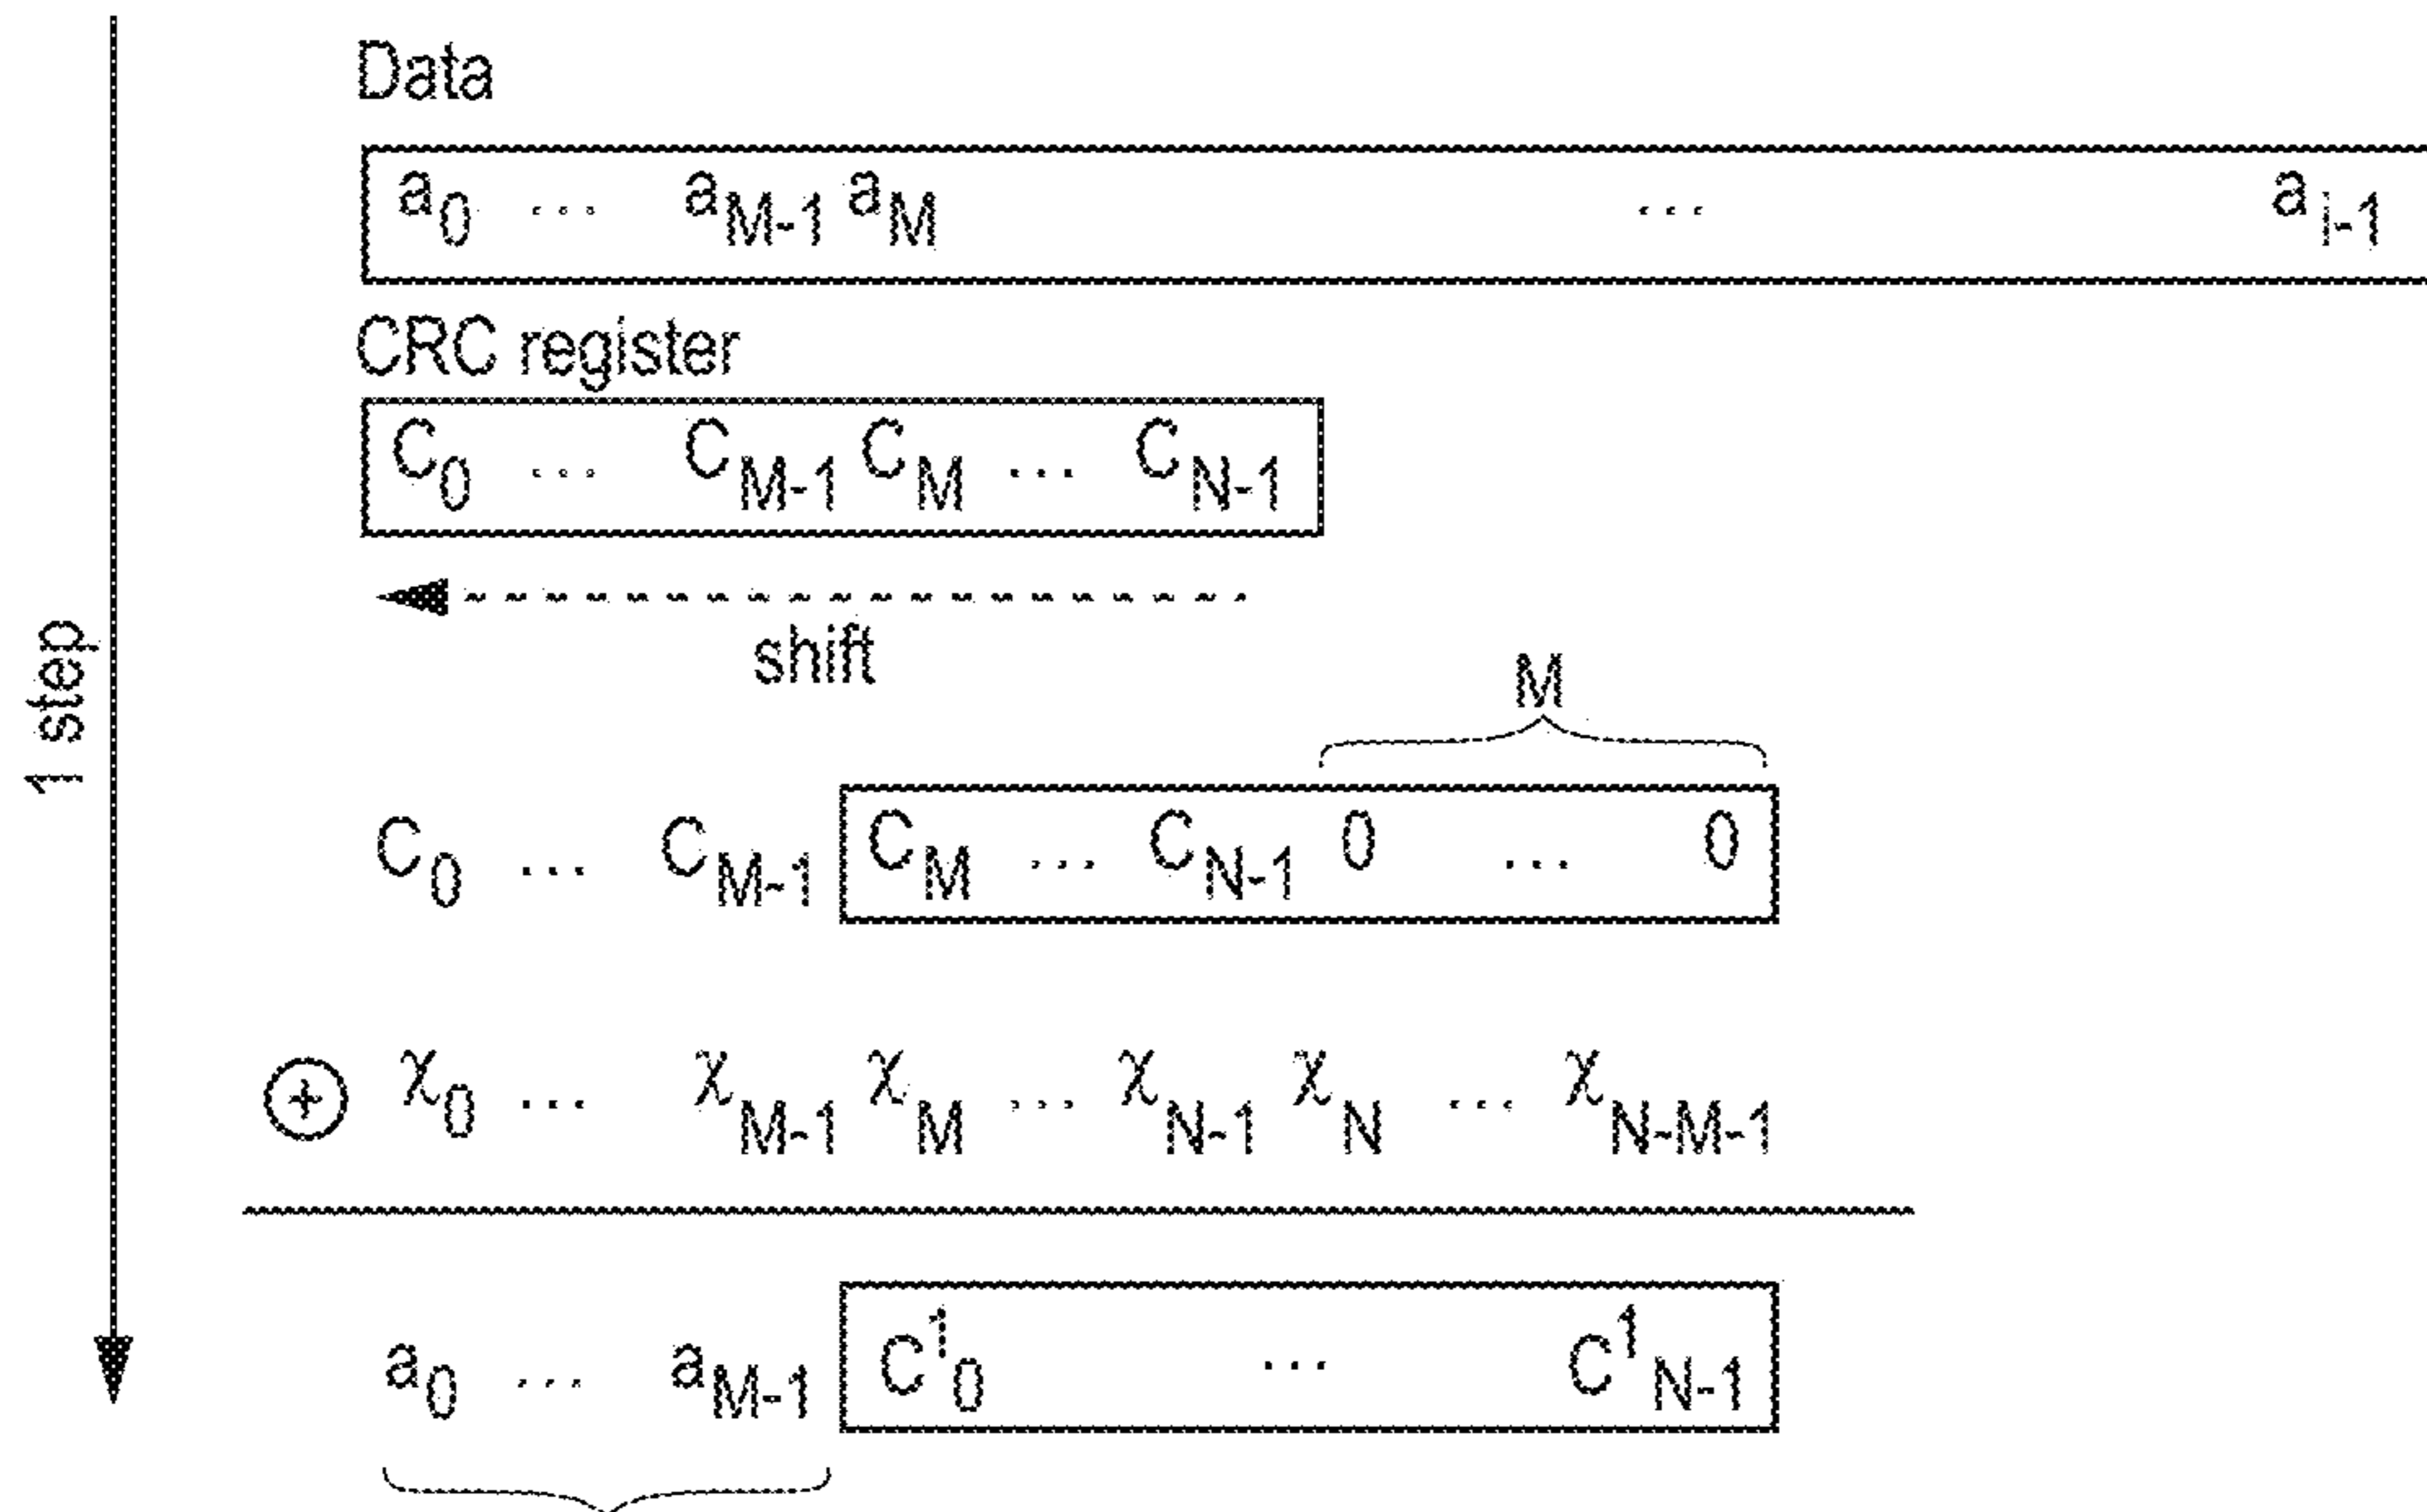 Data
a0 ... aM-1 aM ... al-1
CRC register
C0 ... CM-1 CM ... CN-1
shift
1 step
M
C0 ... CM-1 CM ... CN-1 0 ... 0
⊕ χ0 ... χM-1 χM ... χN-1 χN ... χN-M-1
a0 ... aM-1 C¹0 ... C¹N-1